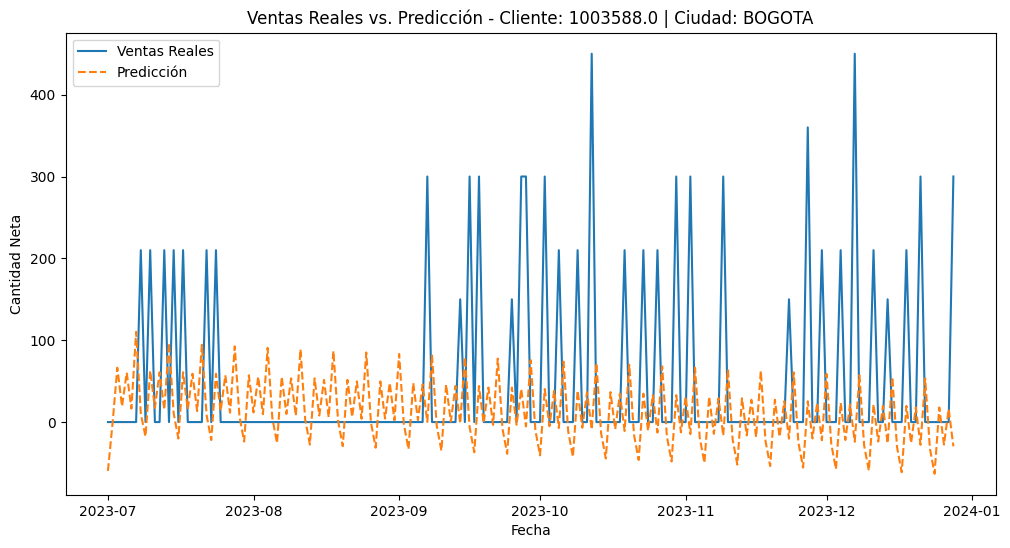 Ventas Reales vs. Predicción - Cliente: 1003588.0 | Ciudad: BOGOTA
Ventas Reales
Predicción
Cantidad Neta
400
300
200
100
0
2023-07
2023-08
2023-09
2023-10
2023-11
2023-12
2024-01
Fecha